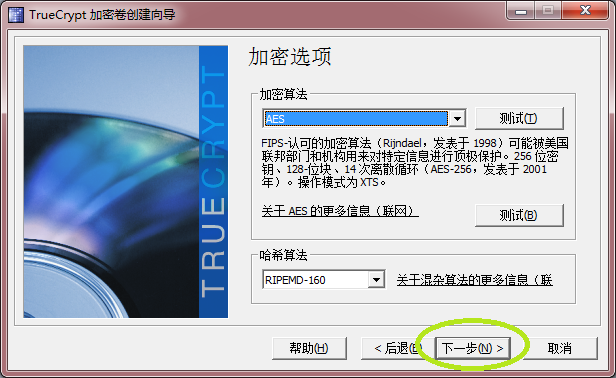 TrueCrypt 加密卷创建向导
TRUECRYPT
加密选项
加密算法
AES
测试(T)
FIPS-认可的加密算法（Rijndael，发表于 1998）可能被美国
联邦部门和机构用来对特定信息进行顶极保护。256 位密
钥、128-位块、14 次离散循环（AES-256，发表于 2001
年）。操作模式为 XTS。
关于 AES 的更多信息（联网）
测试(B)
哈希算法
RIPEMD-160
关于混杂算法的更多信息（联
帮助(H)
< 后退(B)
下一步(N) >
取消